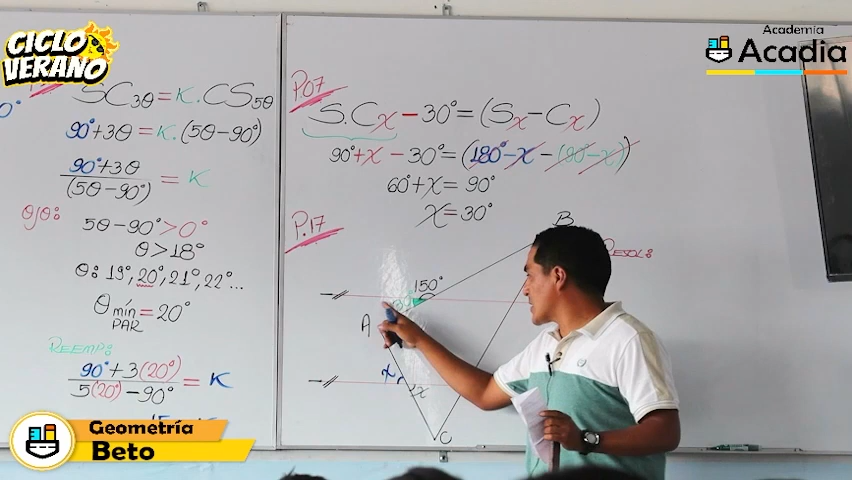 CICLO
VERANO
Academia
Acadia
SC3θ=K.CS5θ
90°+3θ=K.(5θ-90°)
90°+3θ
(5θ-90°)
=K
OJO:
5θ-90°>0°
θ>18°
θ: 19°,20°,21°,22°...
θmín=20°
PAR
REEMP:
90°+3(20°)
5(20°)-90°
=K
P.07
S.Cx-30°=(Sx-Cx)
90°+x-30°=(180°-x-(90°-x))
60°+x=90°
x=30°
P.17
B
RESOL:
150°
A
x
x
C
Geometría
Beto